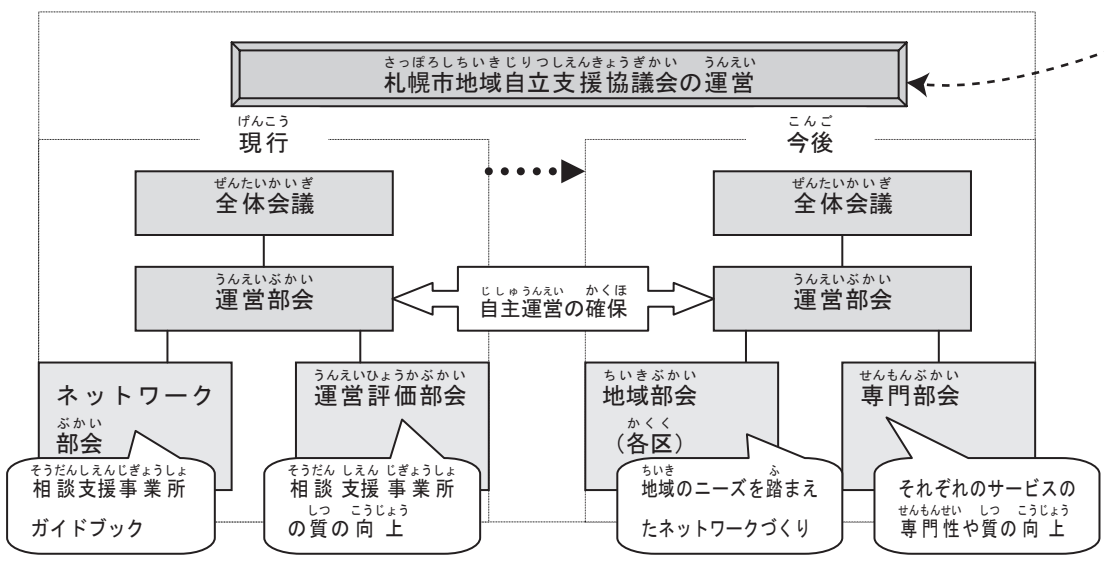 さっぽろしちいきじりつしえんきょうぎかい　うんえい
札幌市地域自立支援協議会の運営
げんこう
現行
こんご
今後
ぜんたいかいぎ
全体会議
ぜんたいかいぎ
全体会議
うんえいぶかい
運営部会
じしゅうんえい　かくほ
自主運営の確保
うんえいぶかい
運営部会
ネットワーク
ぶかい
部会
うんえいひょうかぶかい
運営評価部会
ちいきぶかい
地域部会
かくく
（各区）
せんもんぶかい
専門部会
そうだんしえんじぎょうしょ
相談支援事業所
ガイドブック
そうだん しえん じぎょうしょ
相談 支援 事業所
しつ　こうじょう
の質の向上
ちいき　ふ
地域のニーズを踏まえ
たネットワークづくり
それぞれのサービスの
せんもんせい　しつ　こうじょう
専門性や質の向上